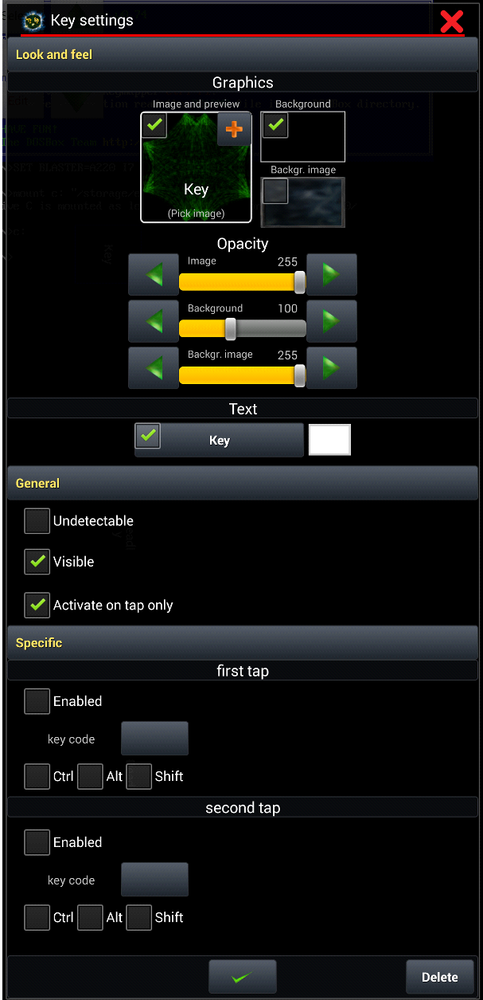 Key settings
Look and feel
Graphics
Image and preview
Background
Key
(Pick image)
Backgr. image
Opacity
Image 255
Background 100
Backgr. image 255
Text
Key
General
Undetectable
Visible
Activate on tap only
Specific
first tap
Enabled
key code
Ctrl Alt Shift
second tap
Enabled
key code
Ctrl Alt Shift
Delete